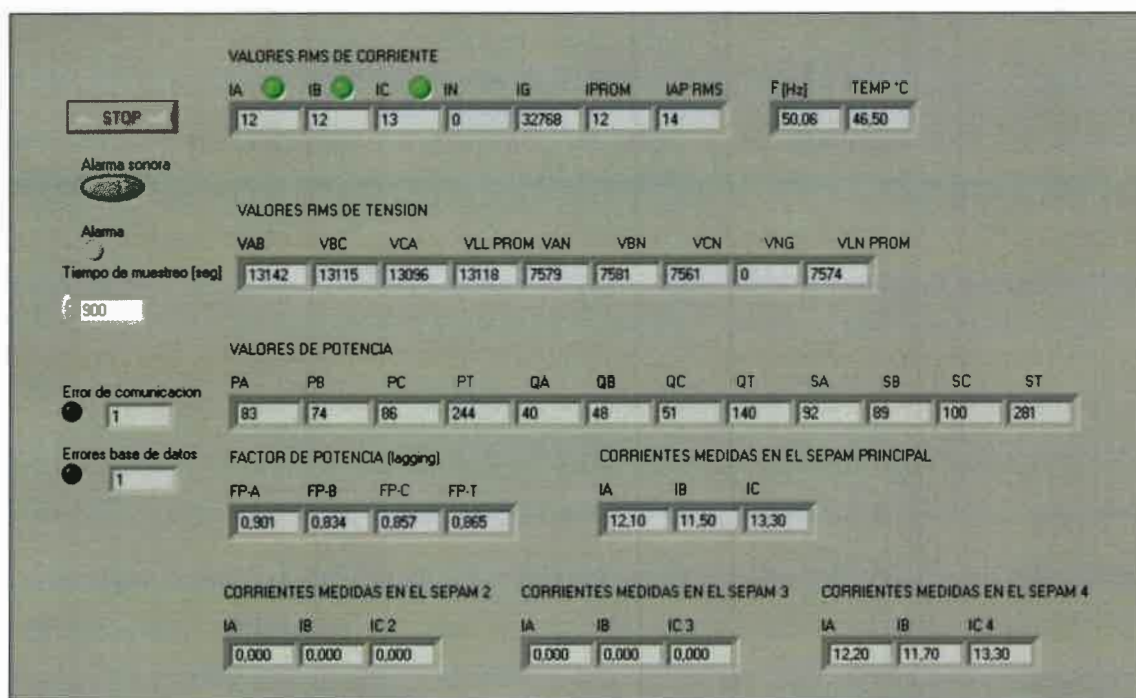 VALORES RMS DE CORRIENTE
IA IB IC IN IG IPROM IAP RMS F [Hz] TEMP °C
STOP
12 12 13 0 32768 12 14 50,06 46,50
Alarma sonora
VALORES RMS DE TENSION
Alarma
VAB VBC VCA VLL PROM VAN VBN VCN VNG VLN PROM
Tiempo de muestreo [seg]
13142 13115 13096 13118 7579 7581 7561 0 7574
900
VALORES DE POTENCIA
PA PB PC PT QA QB QC QT SA SB SC ST
Error de comunicacion
1
83 74 86 244 40 48 51 140 92 89 100 281
Errores base de datos
1
FACTOR DE POTENCIA (lagging)
FP-A FP-B FP-C FP-T
0,901 0,834 0,857 0,865
CORRIENTES MEDIDAS EN EL SEPAM PRINCIPAL
IA IB IC
12,10 11,50 13,30
CORRIENTES MEDIDAS EN EL SEPAM 2
IA IB IC 2
0,000 0,000 0,000
CORRIENTES MEDIDAS EN EL SEPAM 3
IA IB IC 3
0,000 0,000 0,000
CORRIENTES MEDIDAS EN EL SEPAM 4
IA IB IC 4
12,20 11,70 13,30